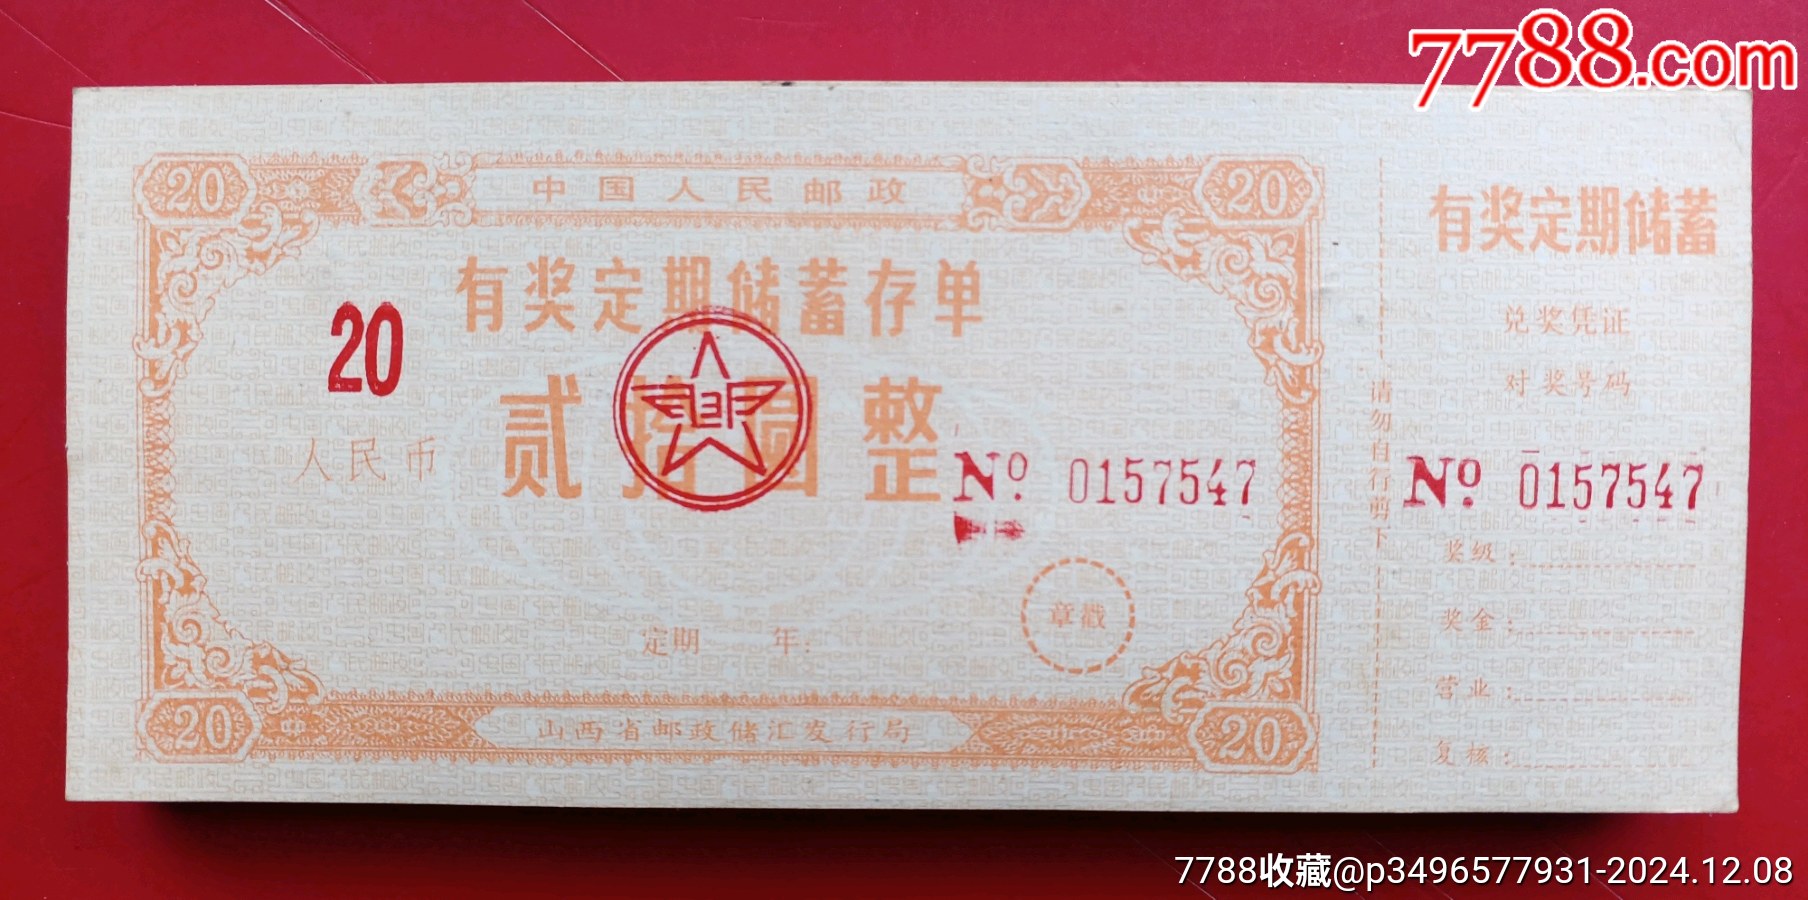 7788.com
20
中国人民邮政
20
有奖定期储蓄存单
20
人民币
贰拾圆整
邮
No 0157547
章戳
定期 年:
20
山西省邮政储汇发行局
20
请勿自行剪下
有奖定期储蓄
兑奖凭证
对奖号码
No 0157547
奖级:
奖金:
营业:
复核:
7788收藏@p3496577931-2024.12.08